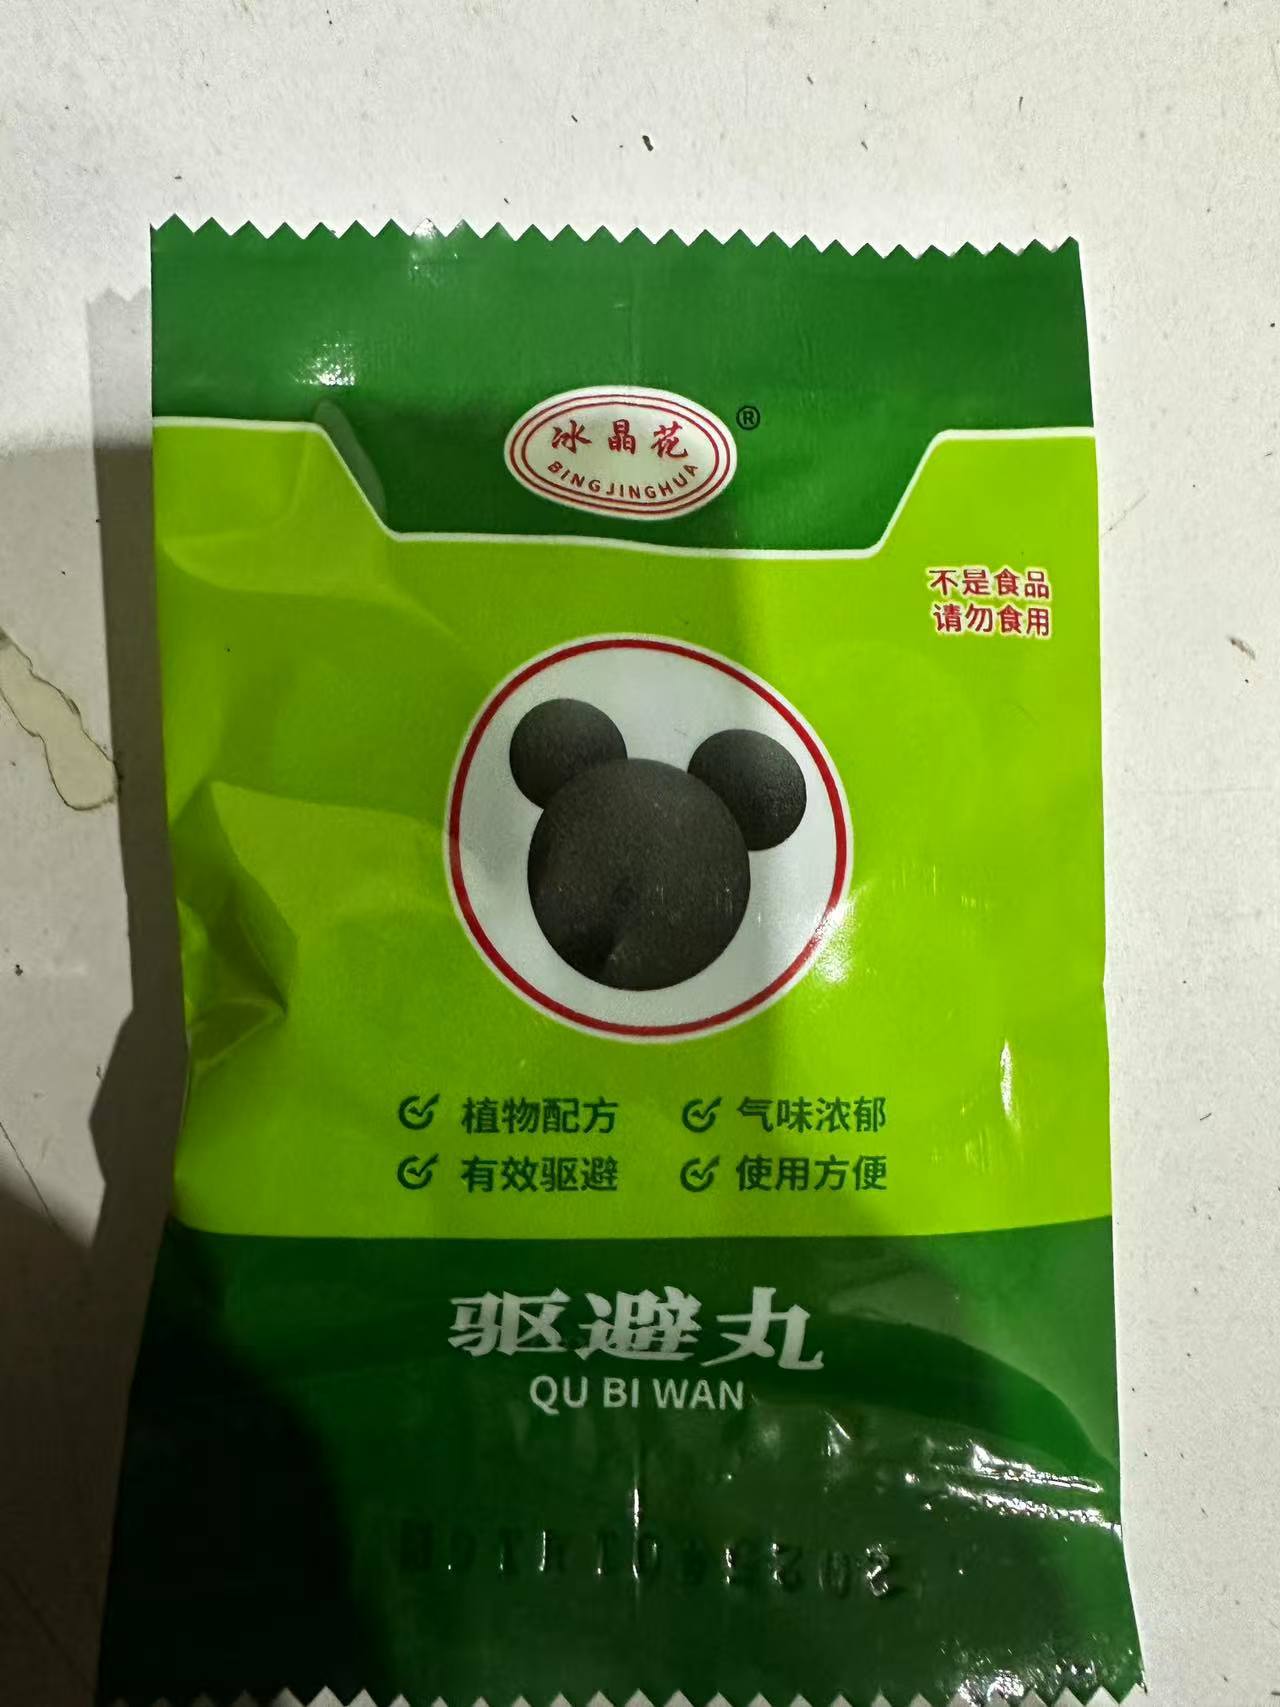 冰晶花
®
BINGJINGHUA
不是食品
请勿食用
植物配方 气味浓郁
有效驱避 使用方便
驱避丸
QU BI WAN